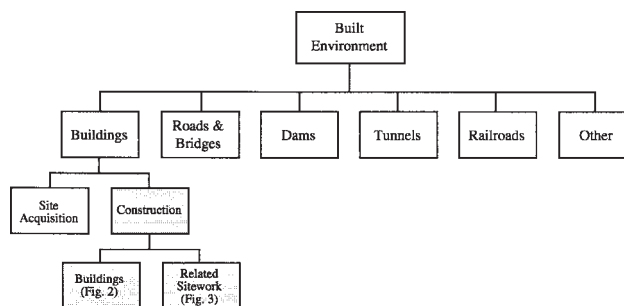 Built
Environment
Buildings
Roads &
Bridges
Dams
Tunnels
Railroads
Other
Site
Acquisition
Construction
Buildings
(Fig. 2)
Related
Sitework
(Fig. 3)